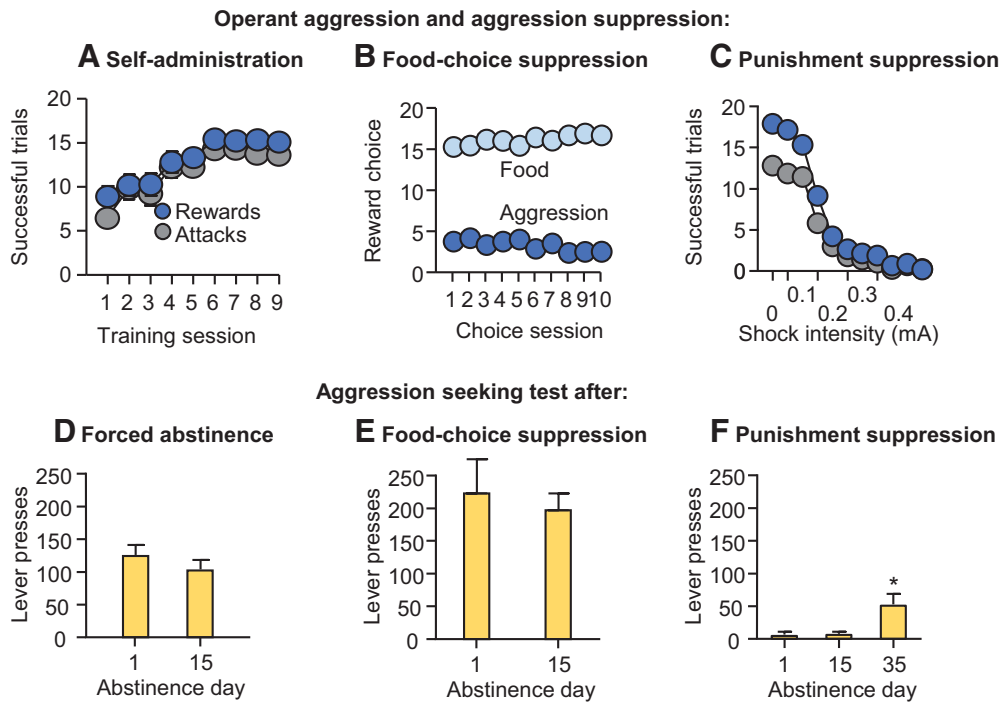 Operant aggression and aggression suppression:
A Self-administration
Successful trials
20
15
10
5
0
Rewards
Attacks
1 2 3 4 5 6 7 8 9
Training session
B Food-choice suppression
Reward choice
20
15
10
5
0
Food
Aggression
1 2 3 4 5 6 7 8 9 10
Choice session
C Punishment suppression
Successful trials
20
15
10
5
0
0.1 0.3
0 0.2 0.4
Shock intensity (mA)
Aggression seeking test after:
D Forced abstinence
Lever presses
250
200
150
100
50
0
1 15
Abstinence day
E Food-choice suppression
Lever presses
250
200
150
100
50
0
1 15
Abstinence day
F Punishment suppression
Lever presses
250
200
150
100
50
0
*
1 15 35
Abstinence day